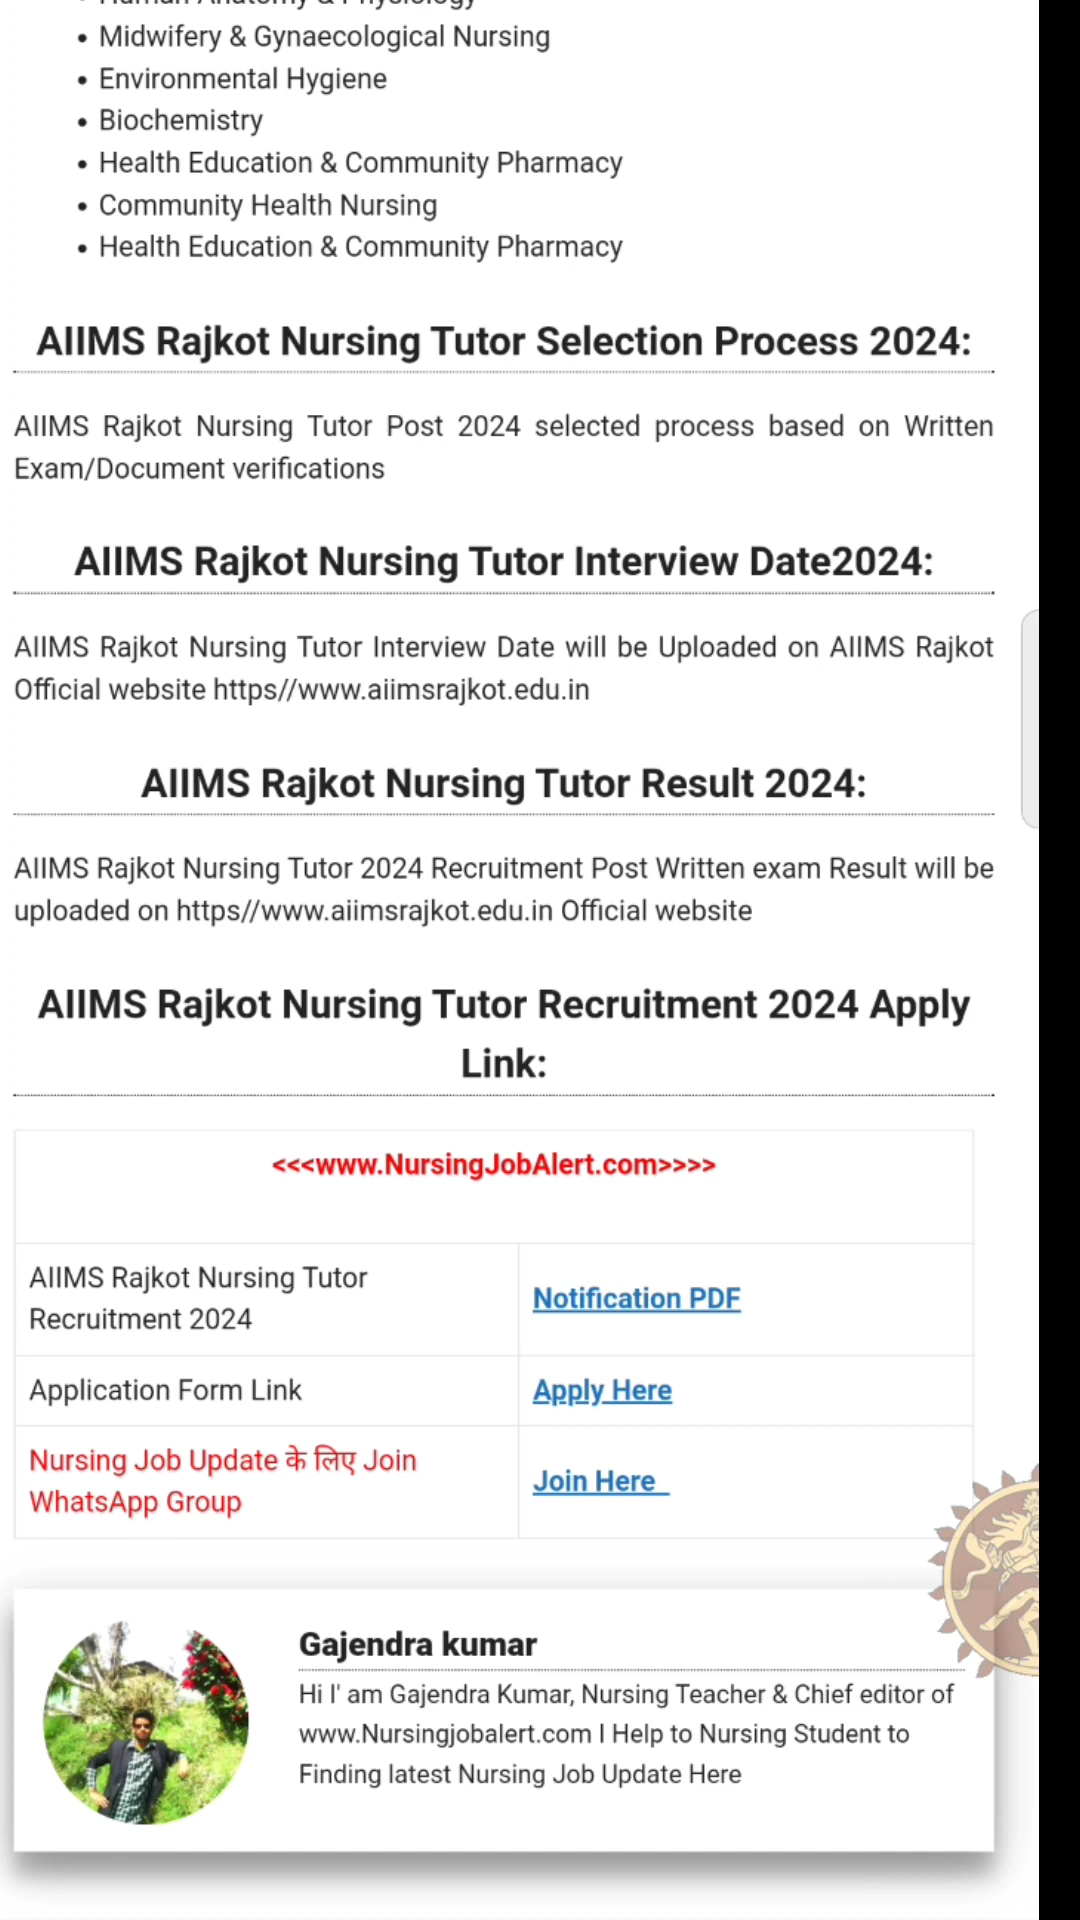 Human Anatomy & Physiology
• Midwifery & Gynaecological Nursing
• Environmental Hygiene
• Biochemistry
• Health Education & Community Pharmacy
• Community Health Nursing
• Health Education & Community Pharmacy
AIIMS Rajkot Nursing Tutor Selection Process 2024:
AIIMS Rajkot Nursing Tutor Post 2024 selected process based on Written
Exam/Document verifications
AIIMS Rajkot Nursing Tutor Interview Date2024:
AIIMS Rajkot Nursing Tutor Interview Date will be Uploaded on AIIMS Rajkot
Official website https//www.aiimsrajkot.edu.in
AIIMS Rajkot Nursing Tutor Result 2024:
AIIMS Rajkot Nursing Tutor 2024 Recruitment Post Written exam Result will be
uploaded on https//www.aiimsrajkot.edu.in Official website
AIIMS Rajkot Nursing Tutor Recruitment 2024 Apply
Link:
<<<www.NursingJobAlert.com>>>>
AIIMS Rajkot Nursing Tutor
Recruitment 2024
Notification PDF
Application Form Link
Apply Here
Nursing Job Update के लिए Join
WhatsApp Group
Join Here
Gajendra kumar
Hi I' am Gajendra Kumar, Nursing Teacher & Chief editor of
www.Nursingjobalert.com I Help to Nursing Student to
Finding latest Nursing Job Update Here